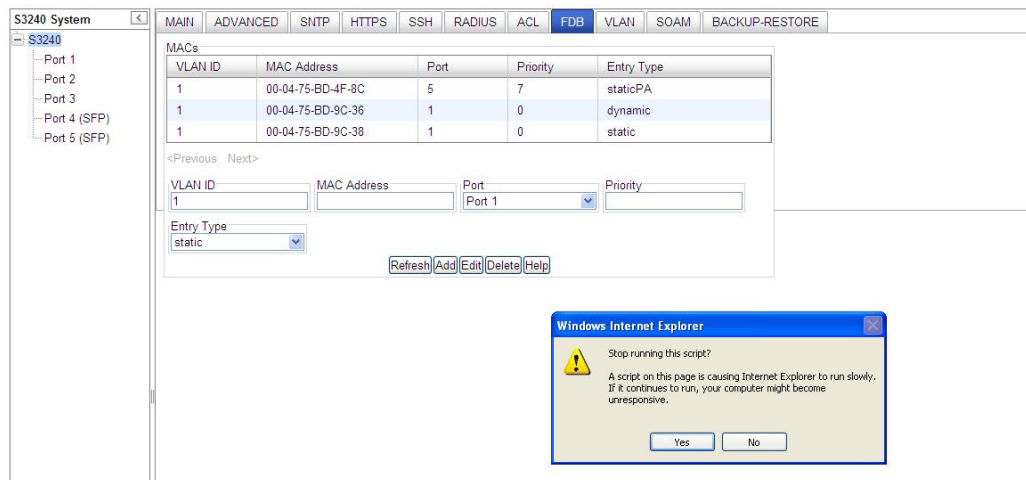 S3240 System <
MAIN ADVANCED SNTP HTTPS SSH RADIUS ACL FDB VLAN SOAM BACKUP-RESTORE
S3240
Port 1
Port 2
Port 3
Port 4 (SFP)
Port 5 (SFP)
MACs
VLAN ID MAC Address Port Priority Entry Type
1 00-04-75-BD-4F-8C 5 7 staticPA
1 00-04-75-BD-9C-36 1 0 dynamic
1 00-04-75-BD-9C-38 1 0 static
<Previous Next>
VLAN ID MAC Address Port Priority
1 Port 1
Entry Type
static
Refresh Add Edit Delete Help
Windows Internet Explorer
Stop running this script?
A script on this page is causing Internet Explorer to run slowly.
If it continues to run, your computer might become
unresponsive.
Yes No